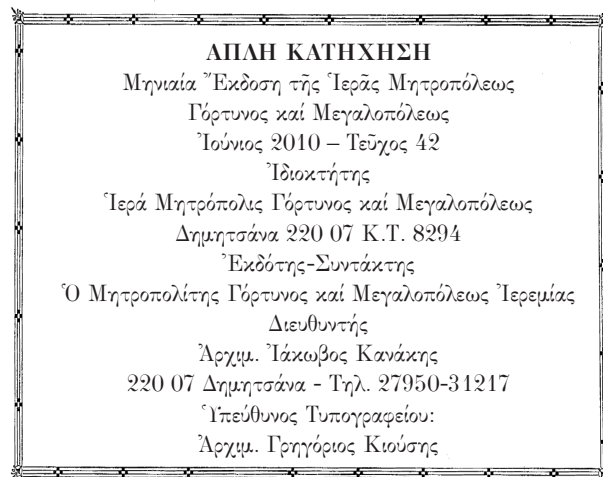 ΑΠΛΗ ΚΑΤΗΧΗΣΗ
Μηνιαία Ἔκδοση τῆς Ἱερᾶς Μητροπόλεως
Γόρτυνος καί Μεγαλοπόλεως
Ἰούνιος 2010 – Τεῦχος 42
Ἰδιοκτήτης
Ἱερά Μητρόπολις Γόρτυνος καί Μεγαλοπόλεως
Δημητσάνα 220 07 Κ.Τ. 8294
Ἐκδότης-Συντάκτης
Ὁ Μητροπολίτης Γόρτυνος καί Μεγαλοπόλεως Ἰερεμίας
Διευθυντής
Ἀρχιμ. Ἰάκωβος Κανάκης
220 07 Δημητσάνα - Τηλ. 27950-31217
Ὑπεύθυνος Τυπογραφείου:
Ἀρχιμ. Γρηγόριος Κιούσης